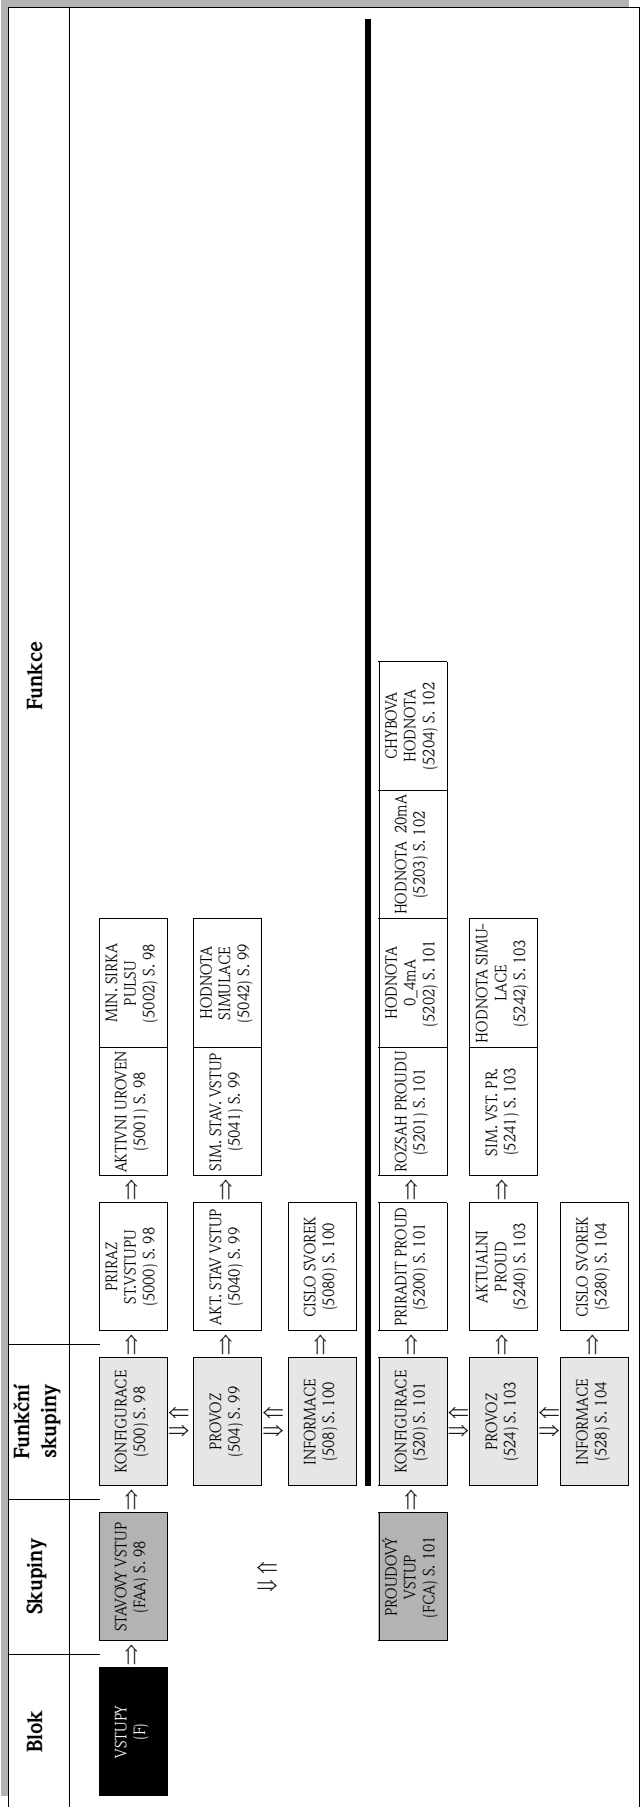 Blok
Skupiny
Funkční
skupiny
Funkce
VSTUPY
(F)
⇒
STAVOVY VSTUP
(FAA) S. 98
⇒
KONFIGURACE
(500) S. 98
⇒
PRIRAZ
ST.VSTUPU
(5000) S. 98
⇒
AKTIVNI UROVEN
(5001) S. 98
MIN. SIRKA
PULSU
(5002) S. 98
⇓⇑
PROVOZ
(504) S. 99
⇒
AKT. STAV VSTUP
(5040) S. 99
⇒
SIM. STAV. VSTUP
(5041) S. 99
HODNOTA
SIMULACE
(5042) S. 99
⇓⇑
⇓⇑
INFORMACE
(508) S. 100
⇒
CISLO SVOREK
(5080) S. 100
PROUDOVÝ
VSTUP
(FCA) S. 101
⇒
KONFIGURACE
(520) S. 101
⇒
PRIRADIT PROUD
(5200) S. 101
⇒
ROZSAH PROUDU
(5201) S. 101
HODNOTA
0_4mA
(5202) S. 101
HODNOTA 20mA
(5203) S. 102
CHYBOVA
HODNOTA
(5204) S. 102
⇓⇑
PROVOZ
(524) S. 103
⇒
AKTUALNI
PROUD
(5240) S. 103
⇒
SIM. VST. PR.
(5241) S. 103
HODNOTA SIMU-
LACE
(5242) S. 103
⇓⇑
INFORMACE
(528) S. 104
⇒
CISLO SVOREK
(5280) S. 104